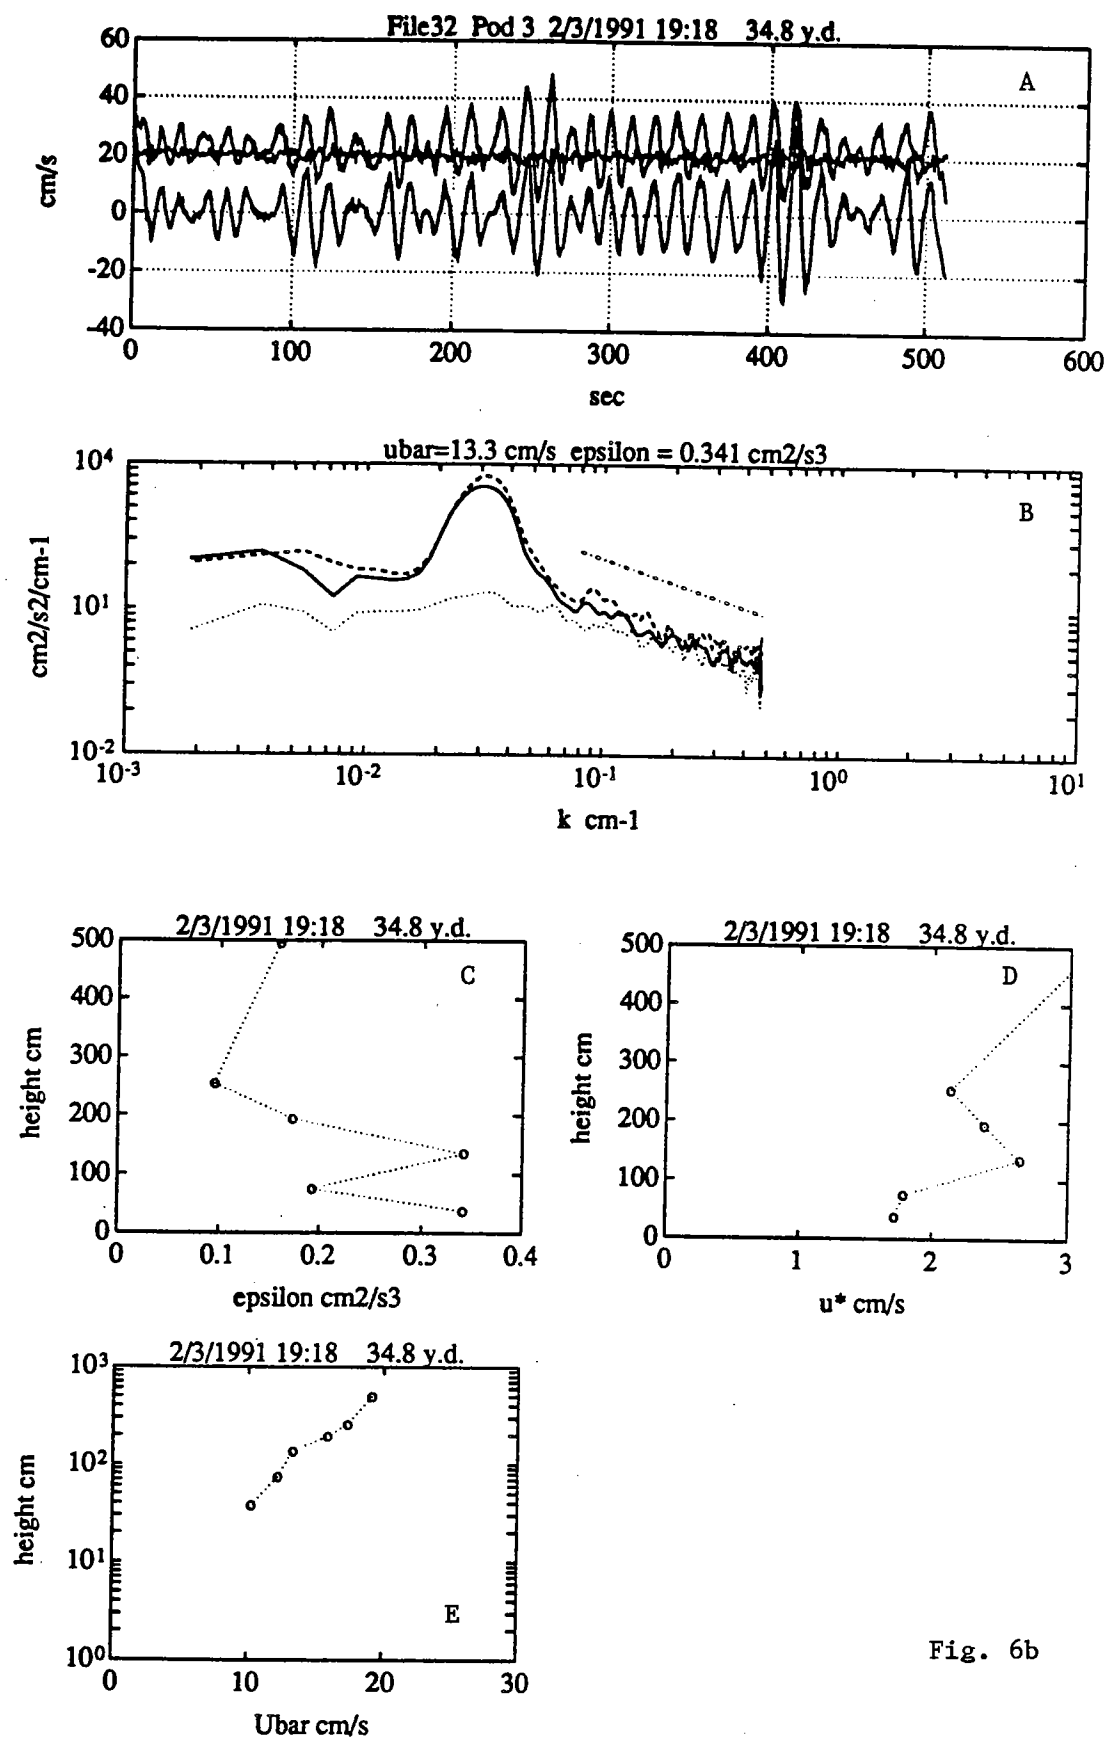 File32 Pod 3 2/3/1991 19:18 34.8 y.d.
A
60
40
20
0
-20
-40
cm/s
0 100 200 300 400 500 600
sec
ubar=13.3 cm/s epsilon = 0.341 cm2/s3
B
10^4
10^1
10^-2
cm2/s2/cm-1
10^-3 10^-2 10^-1 10^0 10^1
k cm-1
2/3/1991 19:18 34.8 y.d.
C
500
400
300
200
100
0
height cm
0 0.1 0.2 0.3 0.4
epsilon cm2/s3
2/3/1991 19:18 34.8 y.d.
D
500
400
300
200
100
0
height cm
0 1 2 3
u* cm/s
2/3/1991 19:18 34.8 y.d.
10^3
10^2
10^1
10^0
height cm
E
0 10 20 30
Ubar cm/s
Fig. 6b